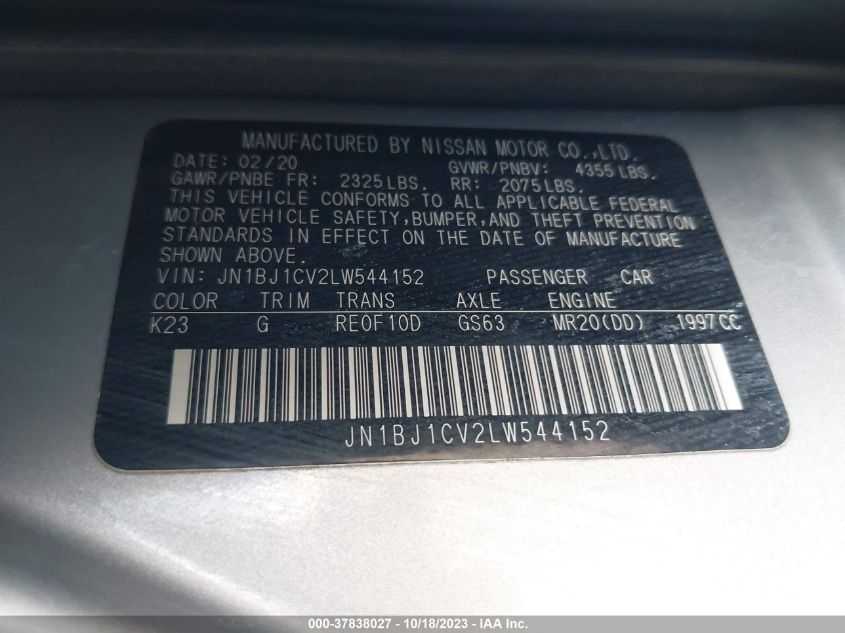 MANUFACTURED BY NISSAN MOTOR CO.,LTD.
DATE: 02/20 GVWR/PNBV: 4355 LBS.
GAWR/PNBE FR: 2325 LBS. RR: 2075 LBS.
THIS VEHICLE CONFORMS TO ALL APPLICABLE FEDERAL
MOTOR VEHICLE SAFETY,BUMPER,AND THEFT PREVENTION
STANDARDS IN EFFECT ON THE DATE OF MANUFACTURE
SHOWN ABOVE.
VIN: JN1BJ1CV2LW544152 PASSENGER CAR
COLOR TRIM TRANS AXLE ENGINE
K23 G RE0F10D GS63 MR20(DD) 1997CC
JN1BJ1CV2LW544152
000-37838027 - 10/18/2023 - IAA Inc.